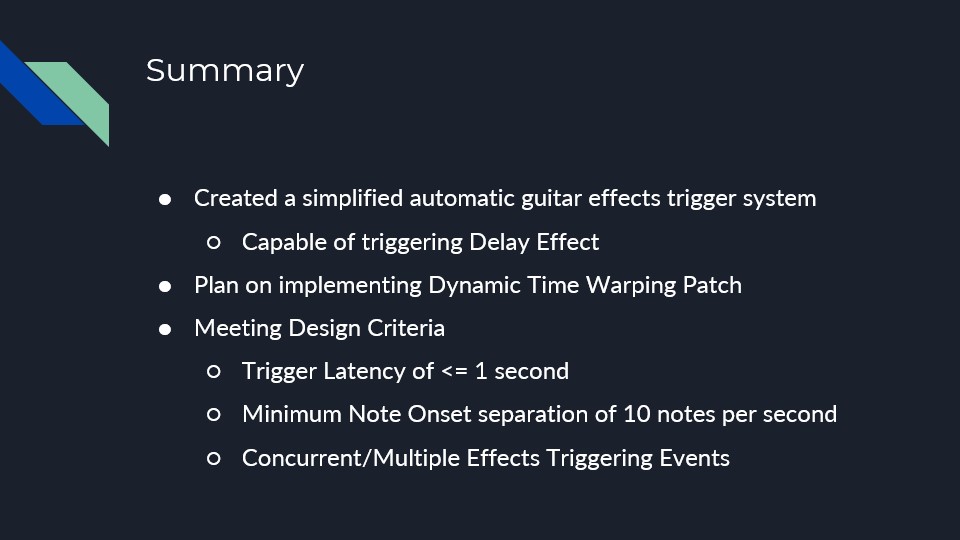 Summary
● Created a simplified automatic guitar effects trigger system
○ Capable of triggering Delay Effect
● Plan on implementing Dynamic Time Warping Patch
● Meeting Design Criteria
○ Trigger Latency of <= 1 second
○ Minimum Note Onset separation of 10 notes per second
○ Concurrent/Multiple Effects Triggering Events